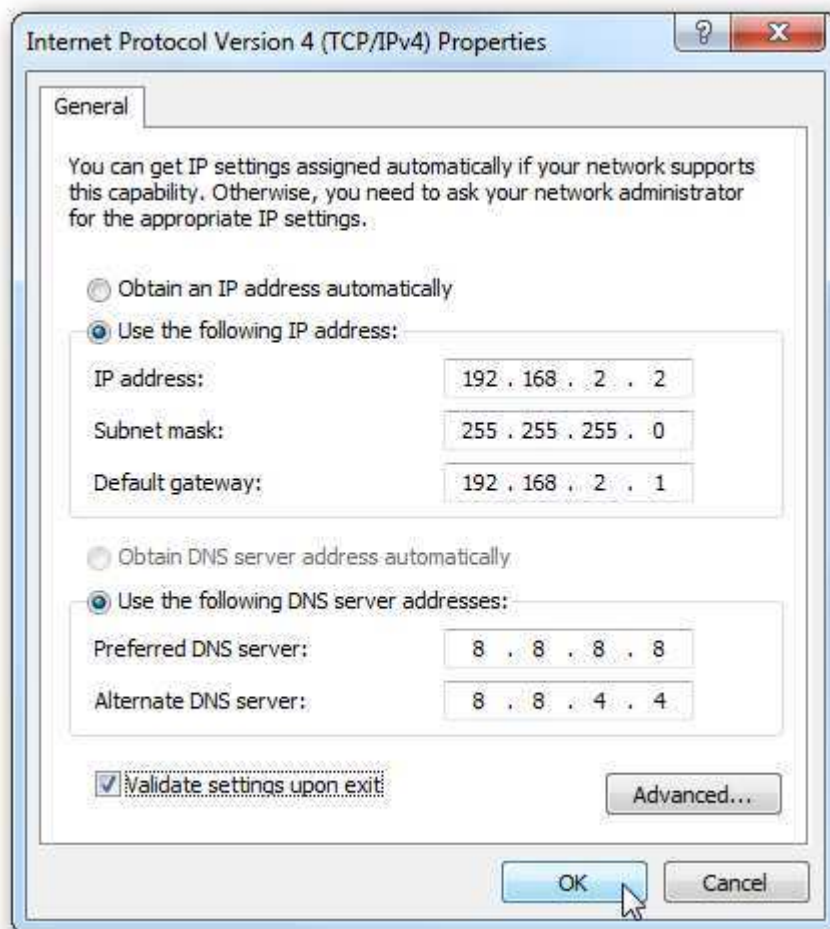 Internet Protocol Version 4 (TCP/IPv4) Properties
General
You can get IP settings assigned automatically if your network supports
this capability. Otherwise, you need to ask your network administrator
for the appropriate IP settings.
Obtain an IP address automatically
Use the following IP address:
IP address: 192 . 168 . 2 . 2
Subnet mask: 255 . 255 . 255 . 0
Default gateway: 192 . 168 . 2 . 1
Obtain DNS server address automatically
Use the following DNS server addresses:
Preferred DNS server: 8 . 8 . 8 . 8
Alternate DNS server: 8 . 8 . 4 . 4
Validate settings upon exit
Advanced...
OK Cancel